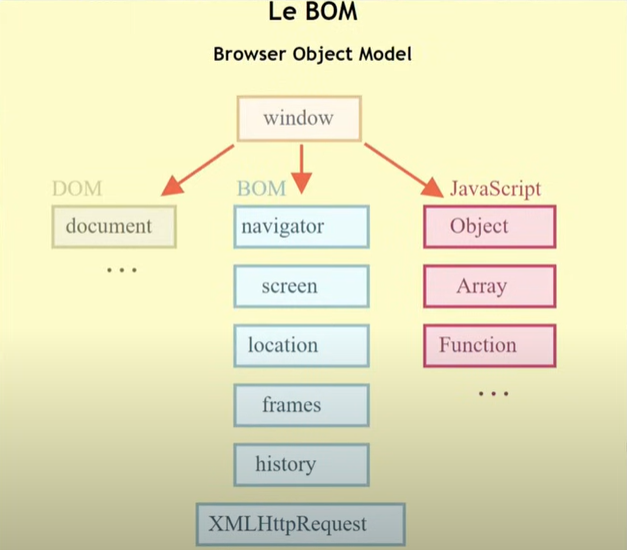 Le BOM
Browser Object Model
window
DOM
BOM
JavaScript
document
navigator
Object
...
screen
Array
location
Function
frames
...
history
XMLHttpRequest